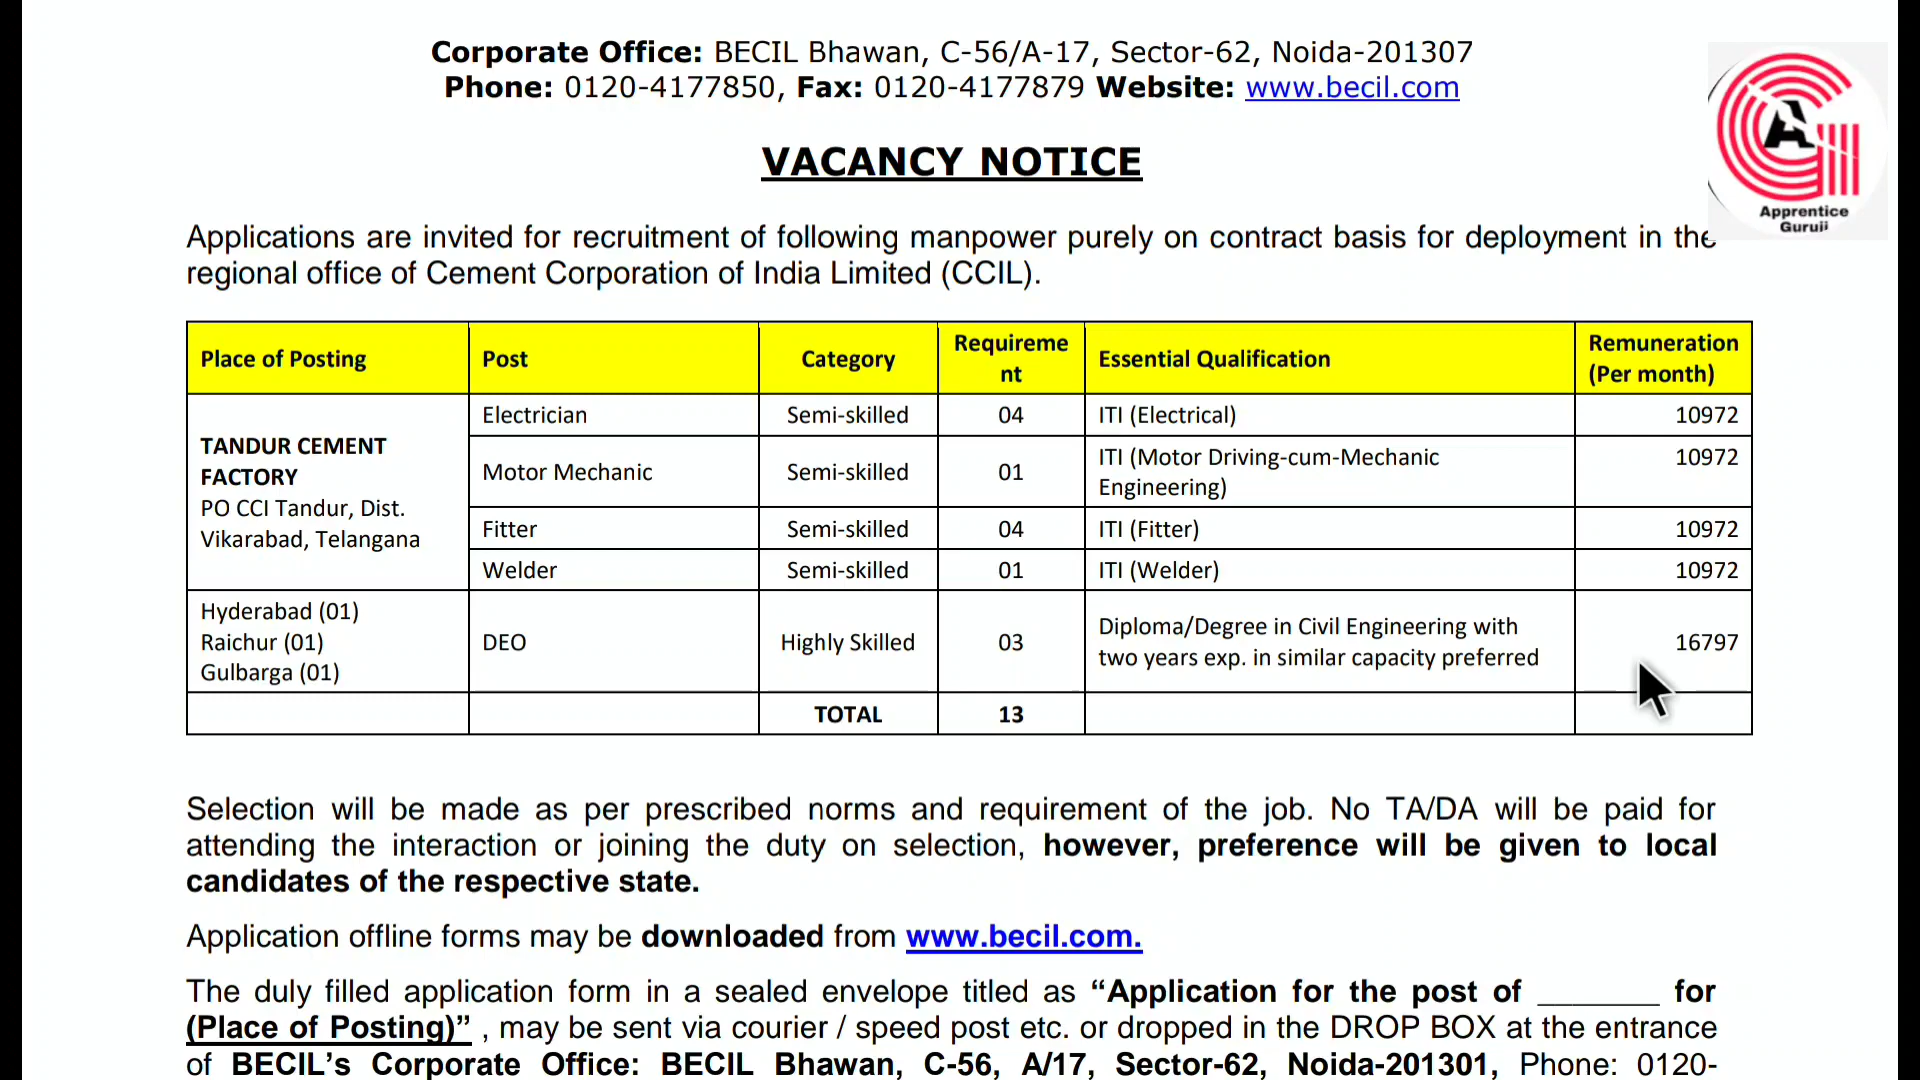 Corporate Office: BECIL Bhawan, C-56/A-17, Sector-62, Noida-201307
Phone: 0120-4177850, Fax: 0120-4177879 Website: www.becil.com
A
Apprentice
Guruji
VACANCY NOTICE
Applications are invited for recruitment of following manpower purely on contract basis for deployment in the
regional office of Cement Corporation of India Limited (CCIL).
Place of Posting Post Category Requireme
nt Essential Qualification Remuneration
(Per month)
TANDUR CEMENT
FACTORY
PO CCI Tandur, Dist.
Vikarabad, Telangana
Electrician Semi-skilled 04 ITI (Electrical) 10972
Motor Mechanic Semi-skilled 01 ITI (Motor Driving-cum-Mechanic
Engineering) 10972
Fitter Semi-skilled 04 ITI (Fitter) 10972
Welder Semi-skilled 01 ITI (Welder) 10972
Hyderabad (01)
Raichur (01)
Gulbarga (01)
DEO Highly Skilled 03 Diploma/Degree in Civil Engineering with
two years exp. in similar capacity preferred 16797
TOTAL 13
Selection will be made as per prescribed norms and requirement of the job. No TA/DA will be paid for
attending the interaction or joining the duty on selection, however, preference will be given to local
candidates of the respective state.
Application offline forms may be downloaded from www.becil.com.
The duly filled application form in a sealed envelope titled as “Application for the post of _______ for
(Place of Posting)” , may be sent via courier / speed post etc. or dropped in the DROP BOX at the entrance
of BECIL’s Corporate Office: BECIL Bhawan, C-56, A/17, Sector-62, Noida-201301, Phone: 0120-